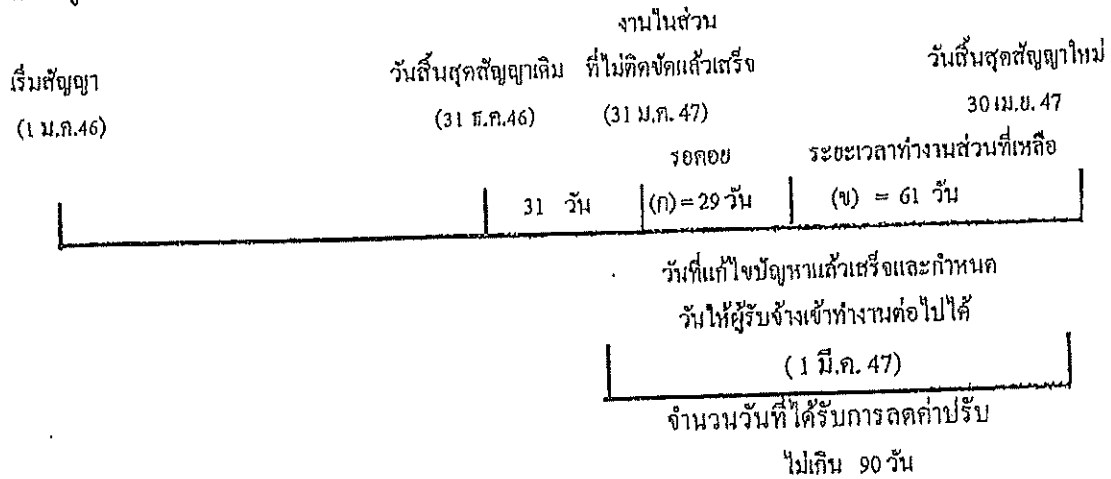 งานในส่วน
เริ่มสัญญา วันสิ้นสุดสัญญาเดิม ที่ไม่ติดขัดแล้วเสร็จ วันสิ้นสุดสัญญาใหม่
(1 ม.ค.46) (31 ธ.ค.46) (31 ม.ค. 47) 30 เม.ย. 47
รอคอย ระยะเวลาทำงานส่วนที่เหลือ
31 วัน (ก) = 29 วัน (ข) = 61 วัน
วันที่แก้ไขปัญหาแล้วเสร็จและกำหนด
วันให้ผู้รับจ้างเข้าทำงานต่อไปได้
(1 มี.ค. 47)
จำนวนวันที่ได้รับการลดค่าปรับ
ไม่เกิน 90 วัน